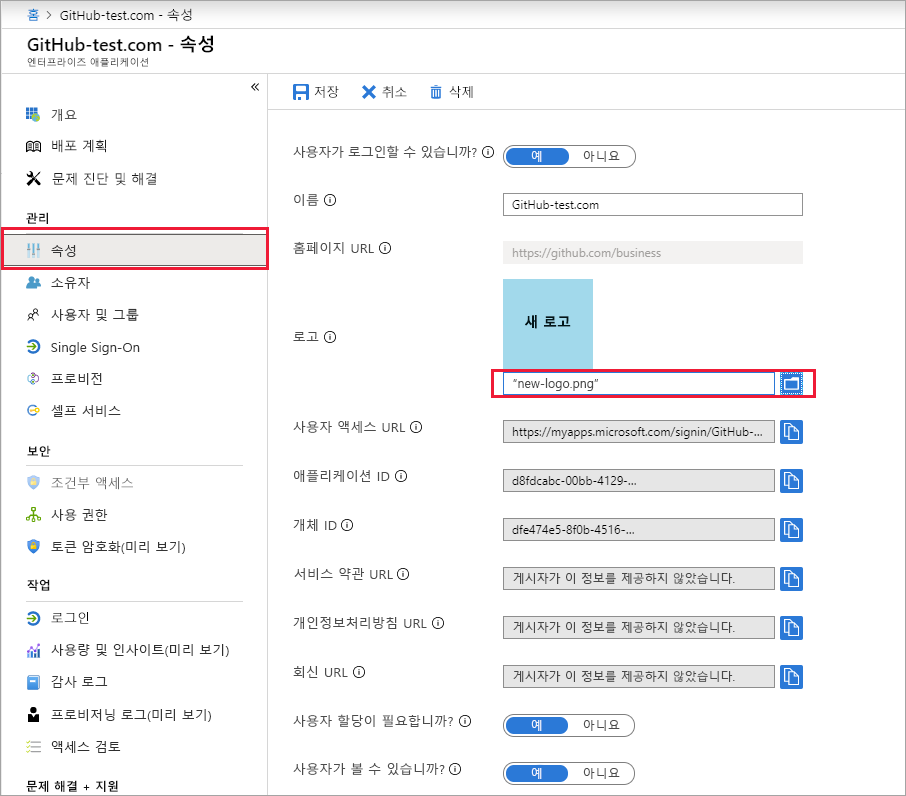 홈 > GitHub-test.com - 속성
GitHub-test.com - 속성
엔터프라이즈 애플리케이션
«
개요
배포 계획
문제 진단 및 해결
관리
속성
소유자
사용자 및 그룹
Single Sign-On
프로비전
셀프 서비스
보안
조건부 액세스
사용 권한
토큰 암호화(미리 보기)
작업
로그인
사용량 및 인사이트(미리 보기)
감사 로그
프로비저닝 로그(미리 보기)
액세스 검토
문제 해결 + 지원
저장 취소 삭제
사용자가 로그인할 수 있습니까? 예 아니요
이름 GitHub-test.com
홈페이지 URL https://github.com/business
새 로고
로고
"new-logo.png"
사용자 액세스 URL https://myapps.microsoft.com/signin/GitHub-...
애플리케이션 ID d8fdcabc-00bb-4129-...
개체 ID dfe474e5-8f0b-4516-...
서비스 약관 URL 게시자가 이 정보를 제공하지 않았습니다.
개인정보처리방침 URL 게시자가 이 정보를 제공하지 않았습니다.
회신 URL 게시자가 이 정보를 제공하지 않았습니다.
사용자 할당이 필요합니까? 예 아니요
사용자가 볼 수 있습니까? 예 아니요